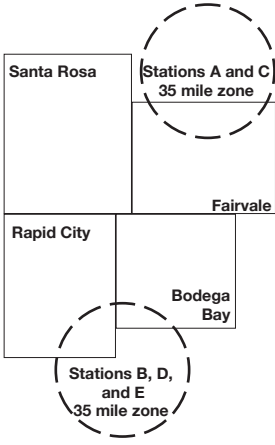 Santa Rosa
Stations A and C
35 mile zone
Fairvale
Rapid City
Bodega
Bay
Stations B, D,
and E
35 mile zone